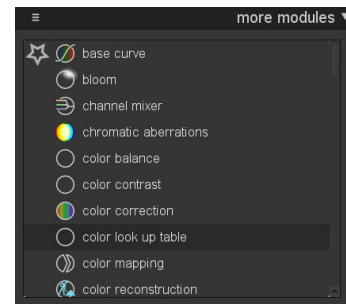 more modules
base curve
bloom
channel mixer
chromatic aberrations
color balance
color contrast
color correction
color look up table
color mapping
color reconstruction